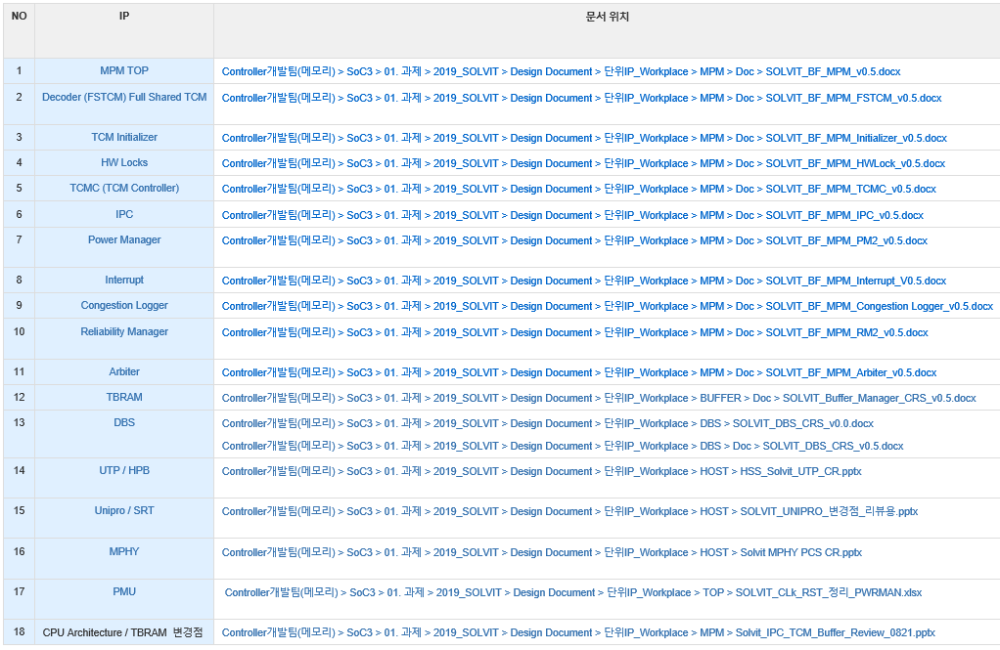 NO IP 문서 위치
1 MPM TOP Controller개발팀(메모리) > SoC3 > 01. 과제 > 2019_SOLVIT > Design Document > 단위IP_Workplace > MPM > Doc > SOLVIT_BF_MPM_v0.5.docx
2 Decoder (FSTCM) Full Shared TCM Controller개발팀(메모리) > SoC3 > 01. 과제 > 2019_SOLVIT > Design Document > 단위IP_Workplace > MPM > Doc > SOLVIT_BF_MPM_FSTCM_v0.5.docx
3 TCM Initializer Controller개발팀(메모리) > SoC3 > 01. 과제 > 2019_SOLVIT > Design Document > 단위IP_Workplace > MPM > Doc > SOLVIT_BF_MPM_Initializer_v0.5.docx
4 HW Locks Controller개발팀(메모리) > SoC3 > 01. 과제 > 2019_SOLVIT > Design Document > 단위IP_Workplace > MPM > Doc > SOLVIT_BF_MPM_HWLock_v0.5.docx
5 TCMC (TCM Controller) Controller개발팀(메모리) > SoC3 > 01. 과제 > 2019_SOLVIT > Design Document > 단위IP_Workplace > MPM > Doc > SOLVIT_BF_MPM_TCMC_v0.5.docx
6 IPC Controller개발팀(메모리) > SoC3 > 01. 과제 > 2019_SOLVIT > Design Document > 단위IP_Workplace > MPM > Doc > SOLVIT_BF_MPM_IPC_v0.5.docx
7 Power Manager Controller개발팀(메모리) > SoC3 > 01. 과제 > 2019_SOLVIT > Design Document > 단위IP_Workplace > MPM > Doc > SOLVIT_BF_MPM_PM2_v0.5.docx
8 Interrupt Controller개발팀(메모리) > SoC3 > 01. 과제 > 2019_SOLVIT > Design Document > 단위IP_Workplace > MPM > Doc > SOLVIT_BF_MPM_Interrupt_V0.5.docx
9 Congestion Logger Controller개발팀(메모리) > SoC3 > 01. 과제 > 2019_SOLVIT > Design Document > 단위IP_Workplace > MPM > Doc > SOLVIT_BF_MPM_Congestion Logger_v0.5.docx
10 Reliability Manager Controller개발팀(메모리) > SoC3 > 01. 과제 > 2019_SOLVIT > Design Document > 단위IP_Workplace > MPM > Doc > SOLVIT_BF_MPM_RM2_v0.5.docx
11 Arbiter Controller개발팀(메모리) > SoC3 > 01. 과제 > 2019_SOLVIT > Design Document > 단위IP_Workplace > MPM > Doc > SOLVIT_BF_MPM_Arbiter_v0.5.docx
12 TBRAM Controller개발팀(메모리) > SoC3 > 01. 과제 > 2019_SOLVIT > Design Document > 단위IP_Workplace > BUFFER > Doc > SOLVIT_Buffer_Manager_CRS_v0.5.docx
13 DBS Controller개발팀(메모리) > SoC3 > 01. 과제 > 2019_SOLVIT > Design Document > 단위IP_Workplace > DBS > SOLVIT_DBS_CRS_v0.0.docx
Controller개발팀(메모리) > SoC3 > 01. 과제 > 2019_SOLVIT > Design Document > 단위IP_Workplace > DBS > Doc > SOLVIT_DBS_CRS_v0.5.docx
14 UTP / HPB Controller개발팀(메모리) > SoC3 > 01. 과제 > 2019_SOLVIT > Design Document > 단위IP_Workplace > HOST > HSS_Solvit_UTP_CR.pptx
15 Unipro / SRT Controller개발팀(메모리) > SoC3 > 01. 과제 > 2019_SOLVIT > Design Document > 단위IP_Workplace > HOST > SOLVIT_UNIPRO_변경점_리뷰용.pptx
16 MPHY Controller개발팀(메모리) > SoC3 > 01. 과제 > 2019_SOLVIT > Design Document > 단위IP_Workplace > HOST > Solvit MPHY PCS CR.pptx
17 PMU Controller개발팀(메모리) > SoC3 > 01. 과제 > 2019_SOLVIT > Design Document > 단위IP_Workplace > TOP > SOLVIT_CLk_RST_정리_PWRMAN.xlsx
18 CPU Architecture / TBRAM 변경점 Controller개발팀(메모리) > SoC3 > 01. 과제 > 2019_SOLVIT > Design Document > 단위IP_Workplace > MPM > Solvit_IPC_TCM_Buffer_Review_0821.pptx